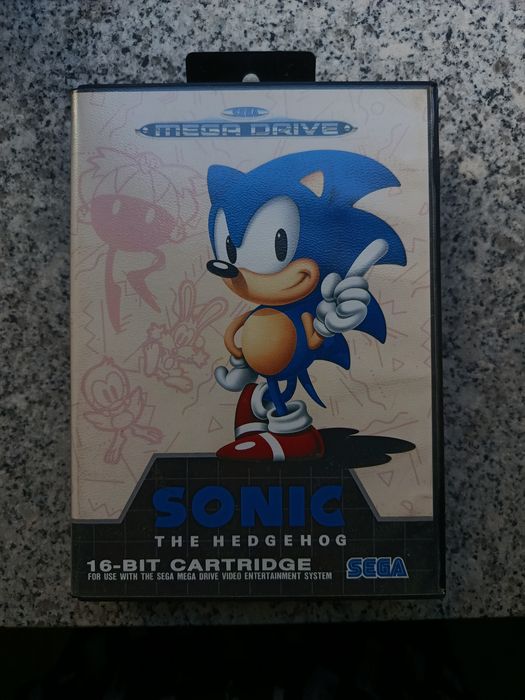 SEGA
MEGA DRIVE
SONIC
THE HEDGEHOG
16-BIT CARTRIDGE
FOR USE WITH THE SEGA MEGA DRIVE VIDEO ENTERTAINMENT SYSTEM
SEGA